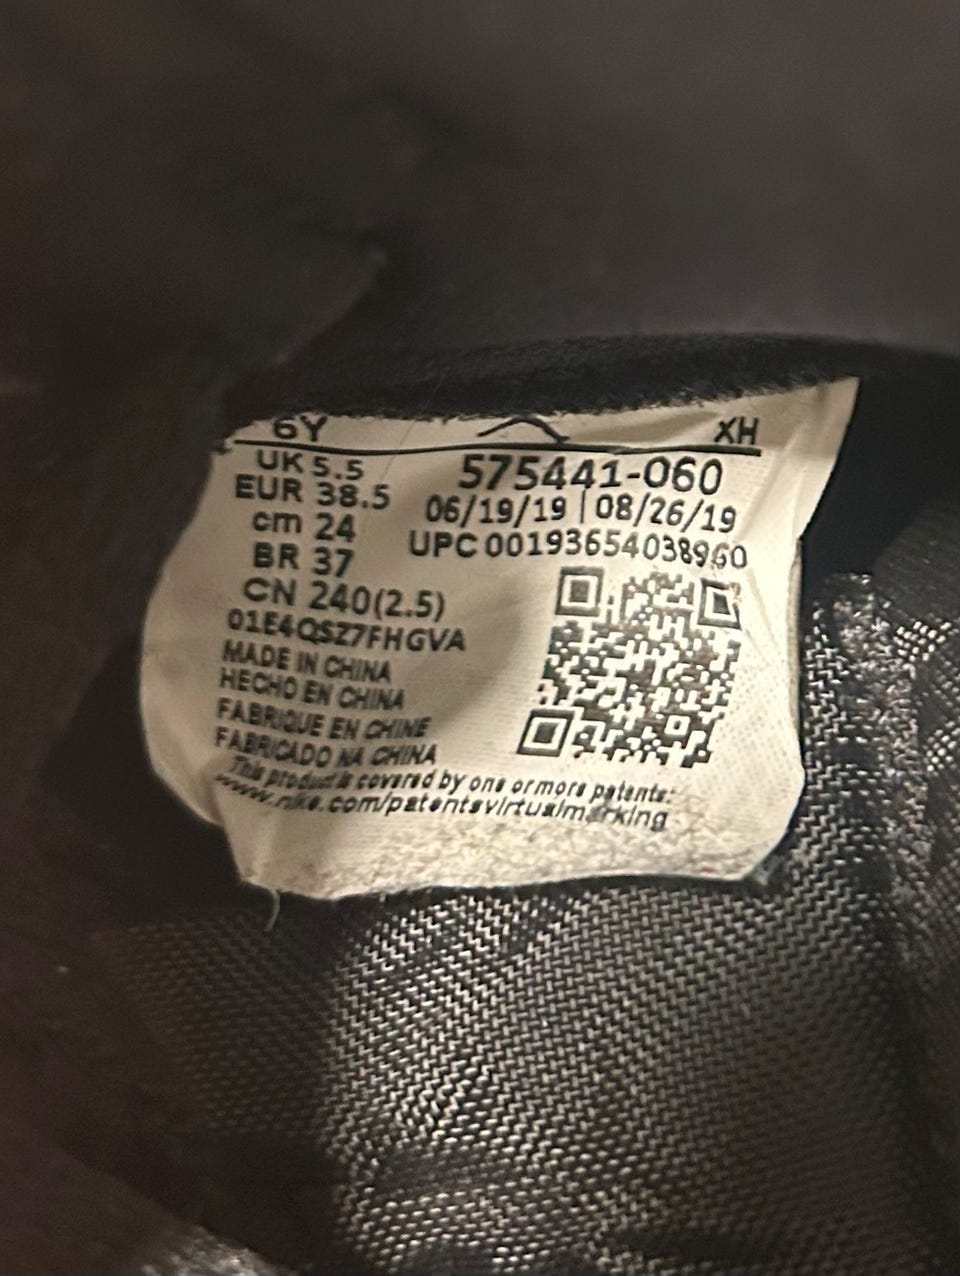 6Y XH
UK 5.5
EUR 38.5
cm 24
BR 37
CN 240(2.5)
01E4QSZ7FHGVA
MADE IN CHINA
HECHO EN CHINA
FABRIQUE EN CHINE
FABRICADO NA CHINA
575441-060
06/19/19 | 08/26/19
UPC 00193654038960
This product is covered by one or more patents:
www.nike.com/patentsvirtualmarking